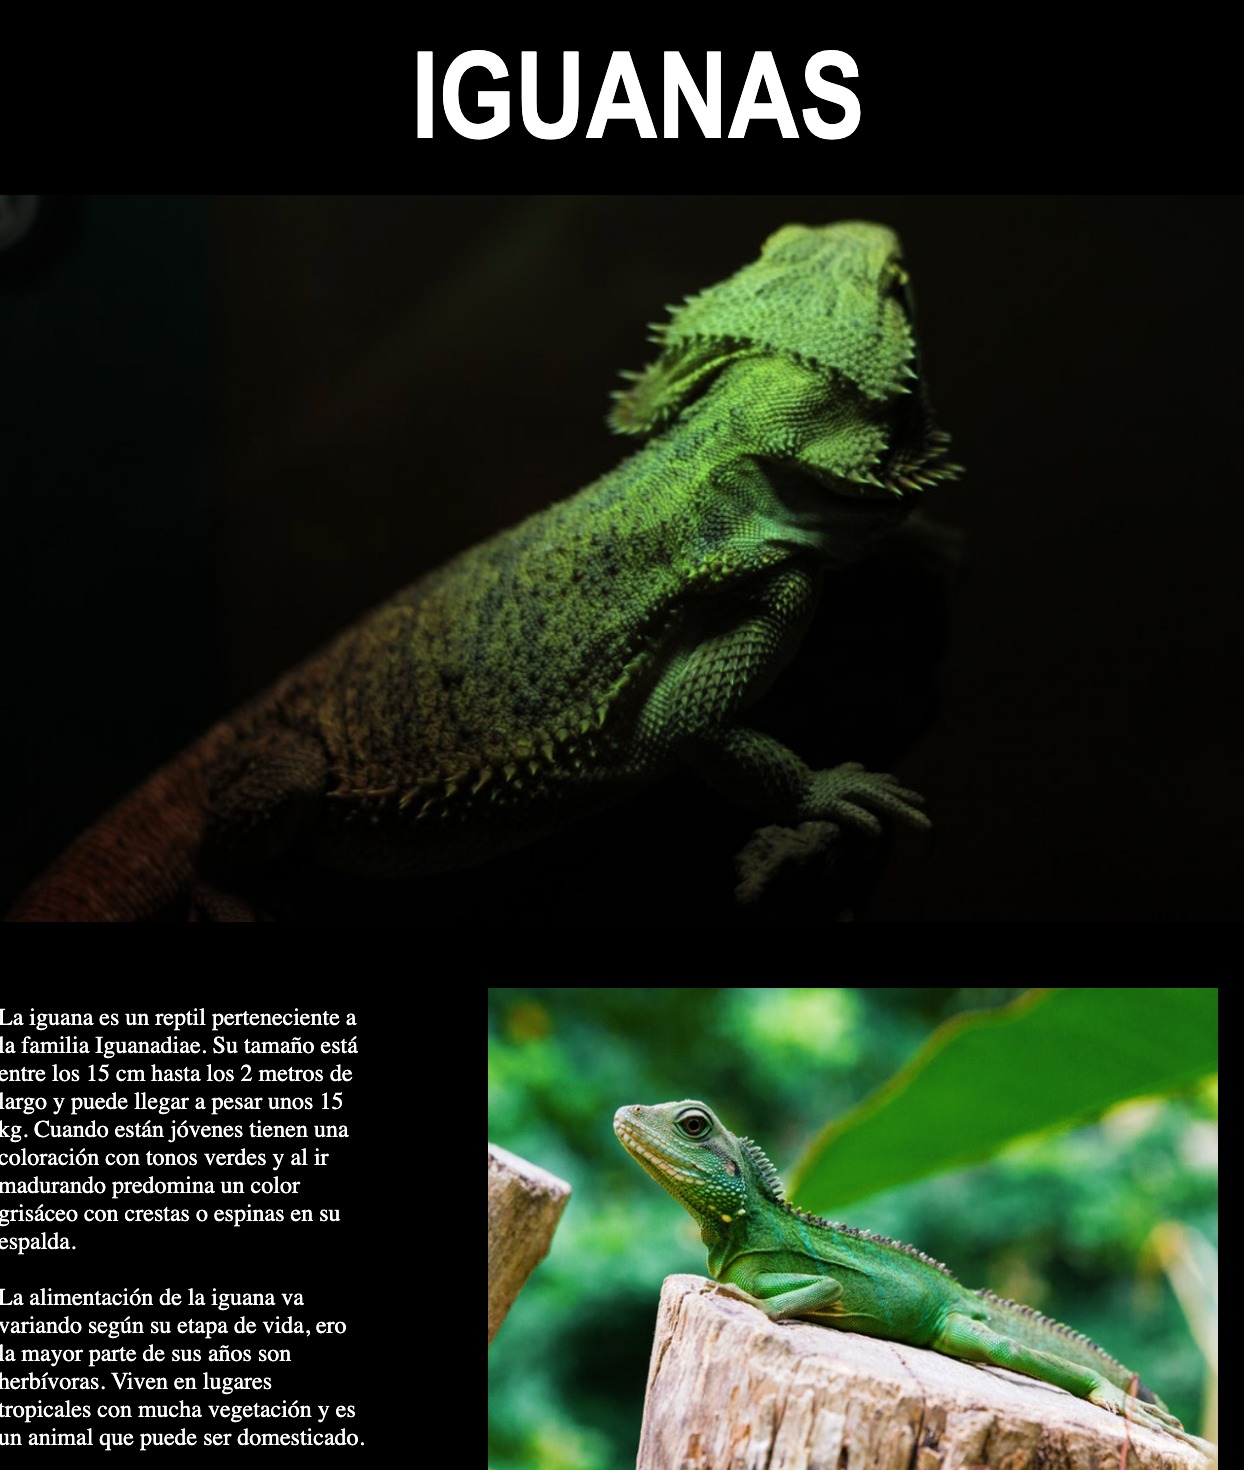 IGUANAS
La iguana es un reptil perteneciente a
la familia Iguanadiae. Su tamaño está
entre los 15 cm hasta los 2 metros de
largo y puede llegar a pesar unos 15
kg. Cuando están jóvenes tienen una
coloración con tonos verdes y al ir
madurando predomina un color
grisáceo con crestas o espinas en su
espalda.
La alimentación de la iguana va
variando según su etapa de vida, ero
la mayor parte de sus años son
herbívoras. Viven en lugares
tropicales con mucha vegetación y es
un animal que puede ser domesticado.